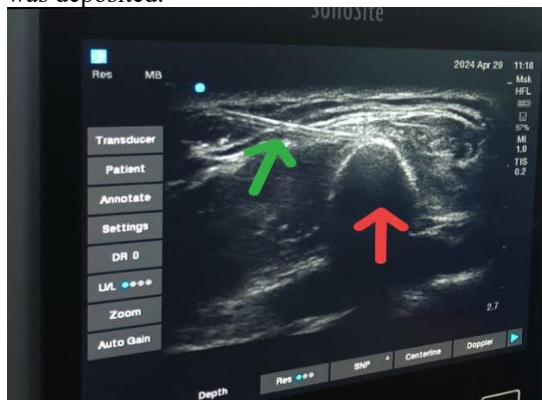 was deposited.
SonoSite
2024 Apr 29 11:18
Res MB
Msk
HFL
57%
MI
1.0
TIS
0.2
Transducer
Patient
Annotate
Settings
DR 0
U/L
Zoom
Auto Gain
2.7
Depth
Res
SNP
Centerline
Doppler